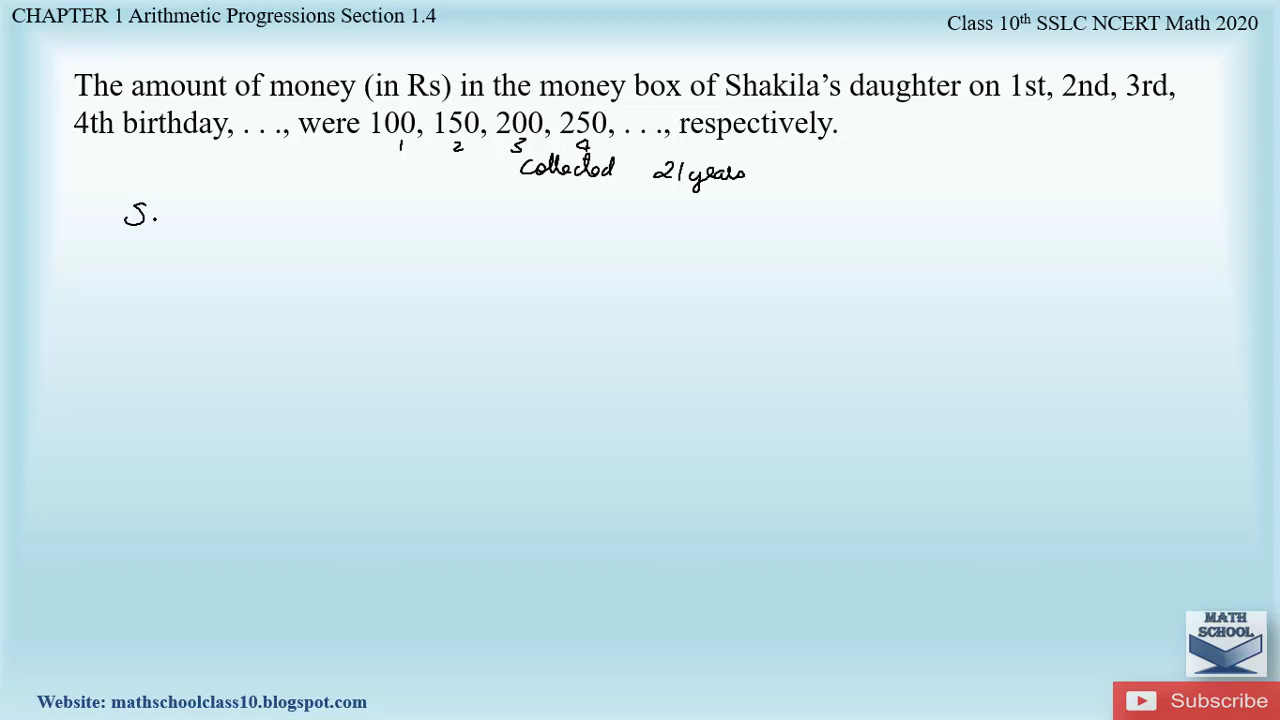 CHAPTER 1 Arithmetic Progressions Section 1.4
Class 10th SSLC NCERT Math 2020
The amount of money (in Rs) in the money box of Shakila’s daughter on 1st, 2nd, 3rd,
4th birthday, . . ., were 100, 150, 200, 250, . . ., respectively.
1 2 3 4
collected 21 years
S.
MATH
SCHOOL
Website: mathschoolclass10.blogspot.com
Subscribe